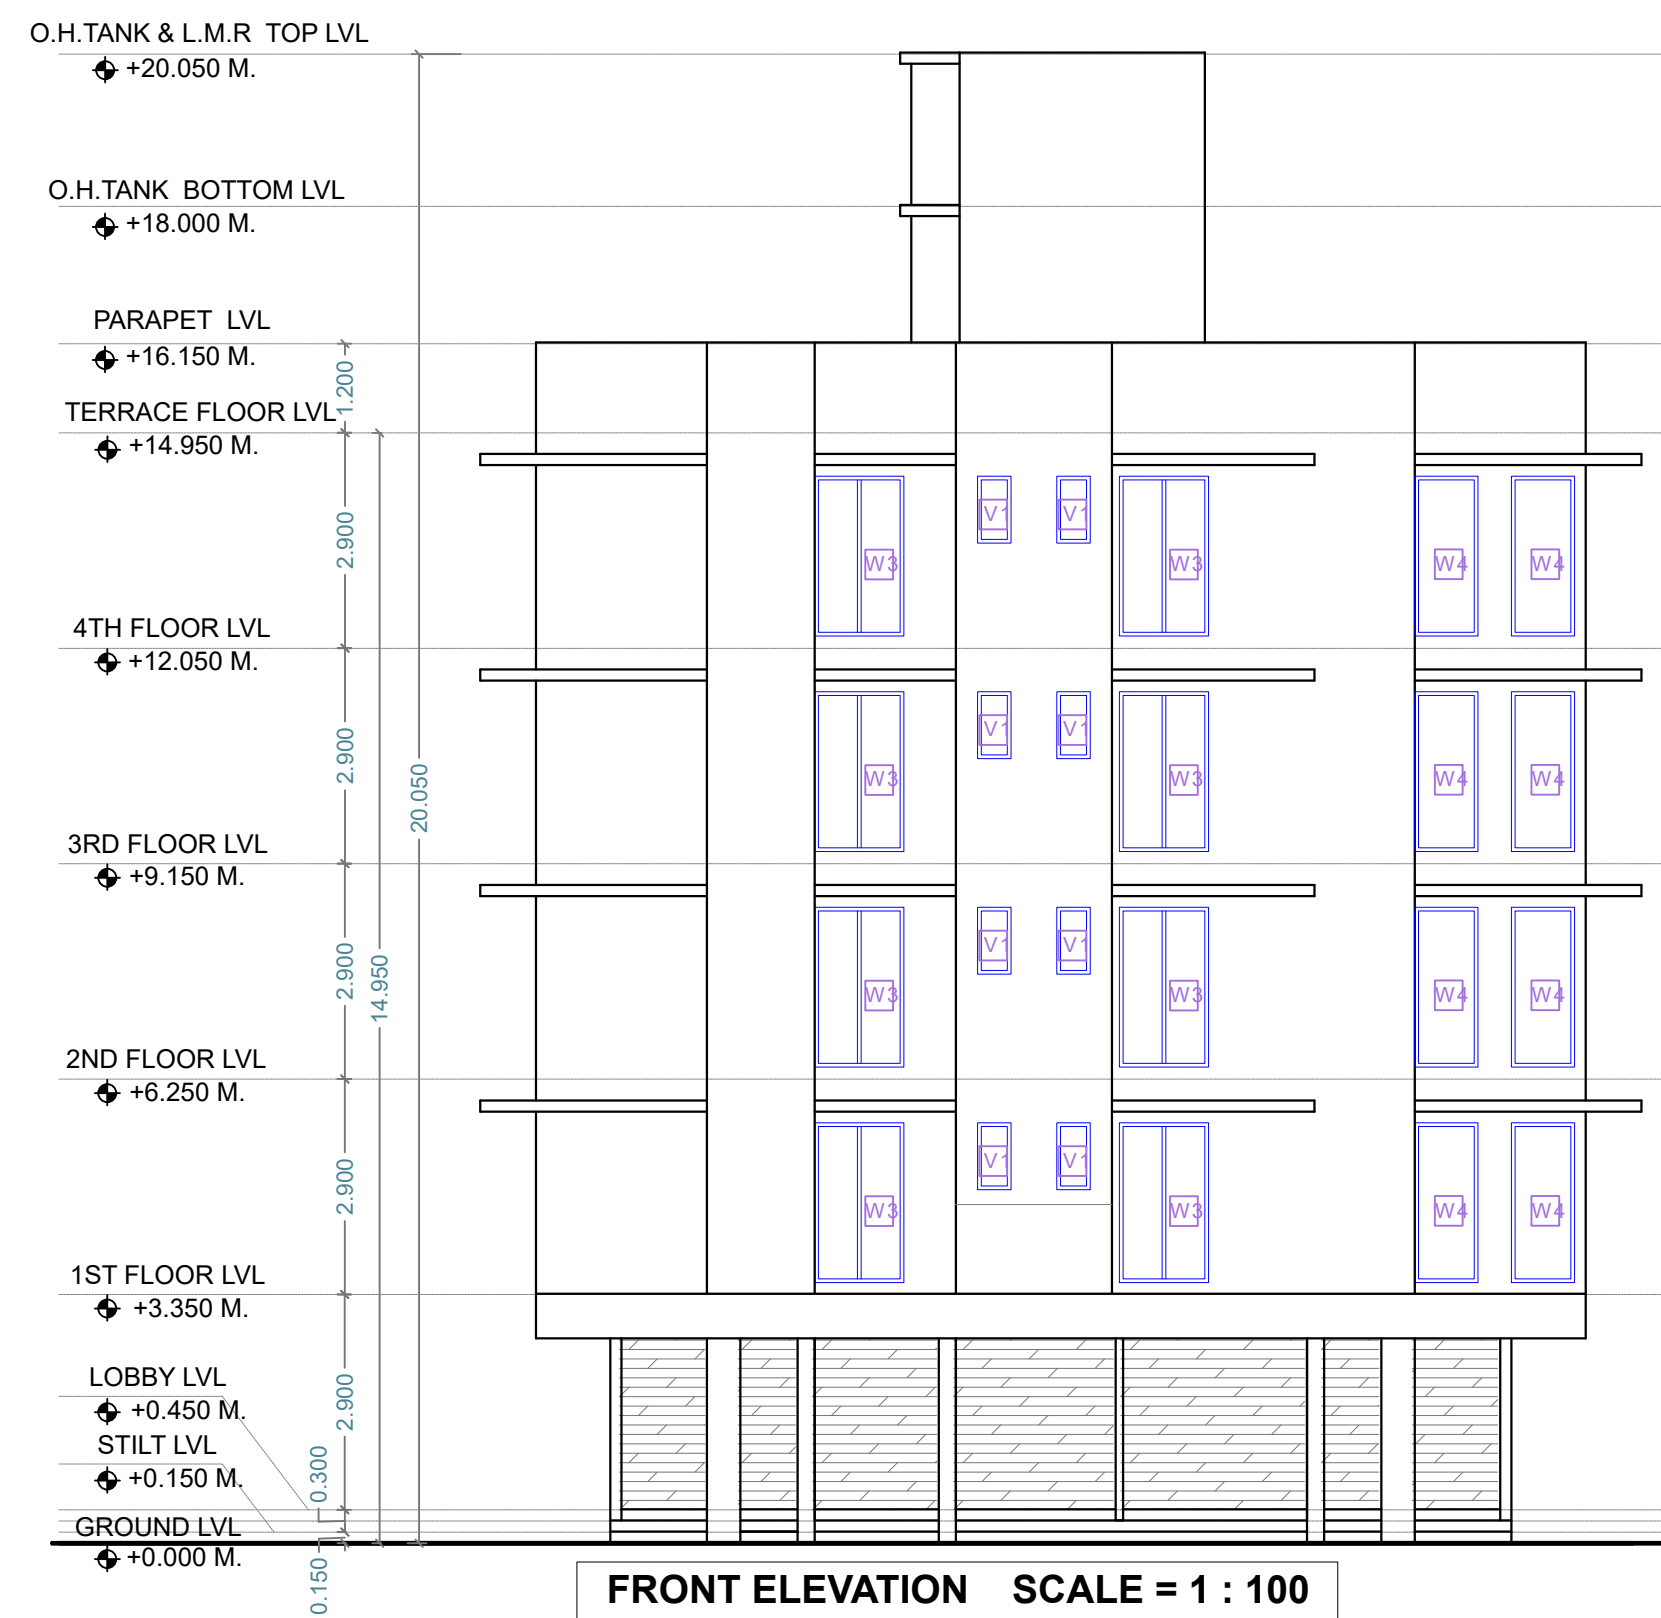 O.H.TANK & L.M.R TOP LVL
+20.050 M.
O.H.TANK BOTTOM LVL
+18.000 M.
PARAPET LVL
+16.150 M.
1.200
TERRACE FLOOR LVL
+14.950 M.
V1 V1
2.900
W3 W3 W4 W4
4TH FLOOR LVL
+12.050 M.
V1 V1
2.900
W3 W3 W4 W4
20.050
3RD FLOOR LVL
+9.150 M.
V1 V1
2.900
14.950
W3 W3 W4 W4
2ND FLOOR LVL
+6.250 M.
V1 V1
2.900
W3 W3 W4 W4
1ST FLOOR LVL
+3.350 M.
LOBBY LVL
2.900
+0.450 M.
STILT LVL
0.300
+0.150 M.
GROUND LVL
+0.000 M.
0.150
FRONT ELEVATION SCALE = 1 : 100